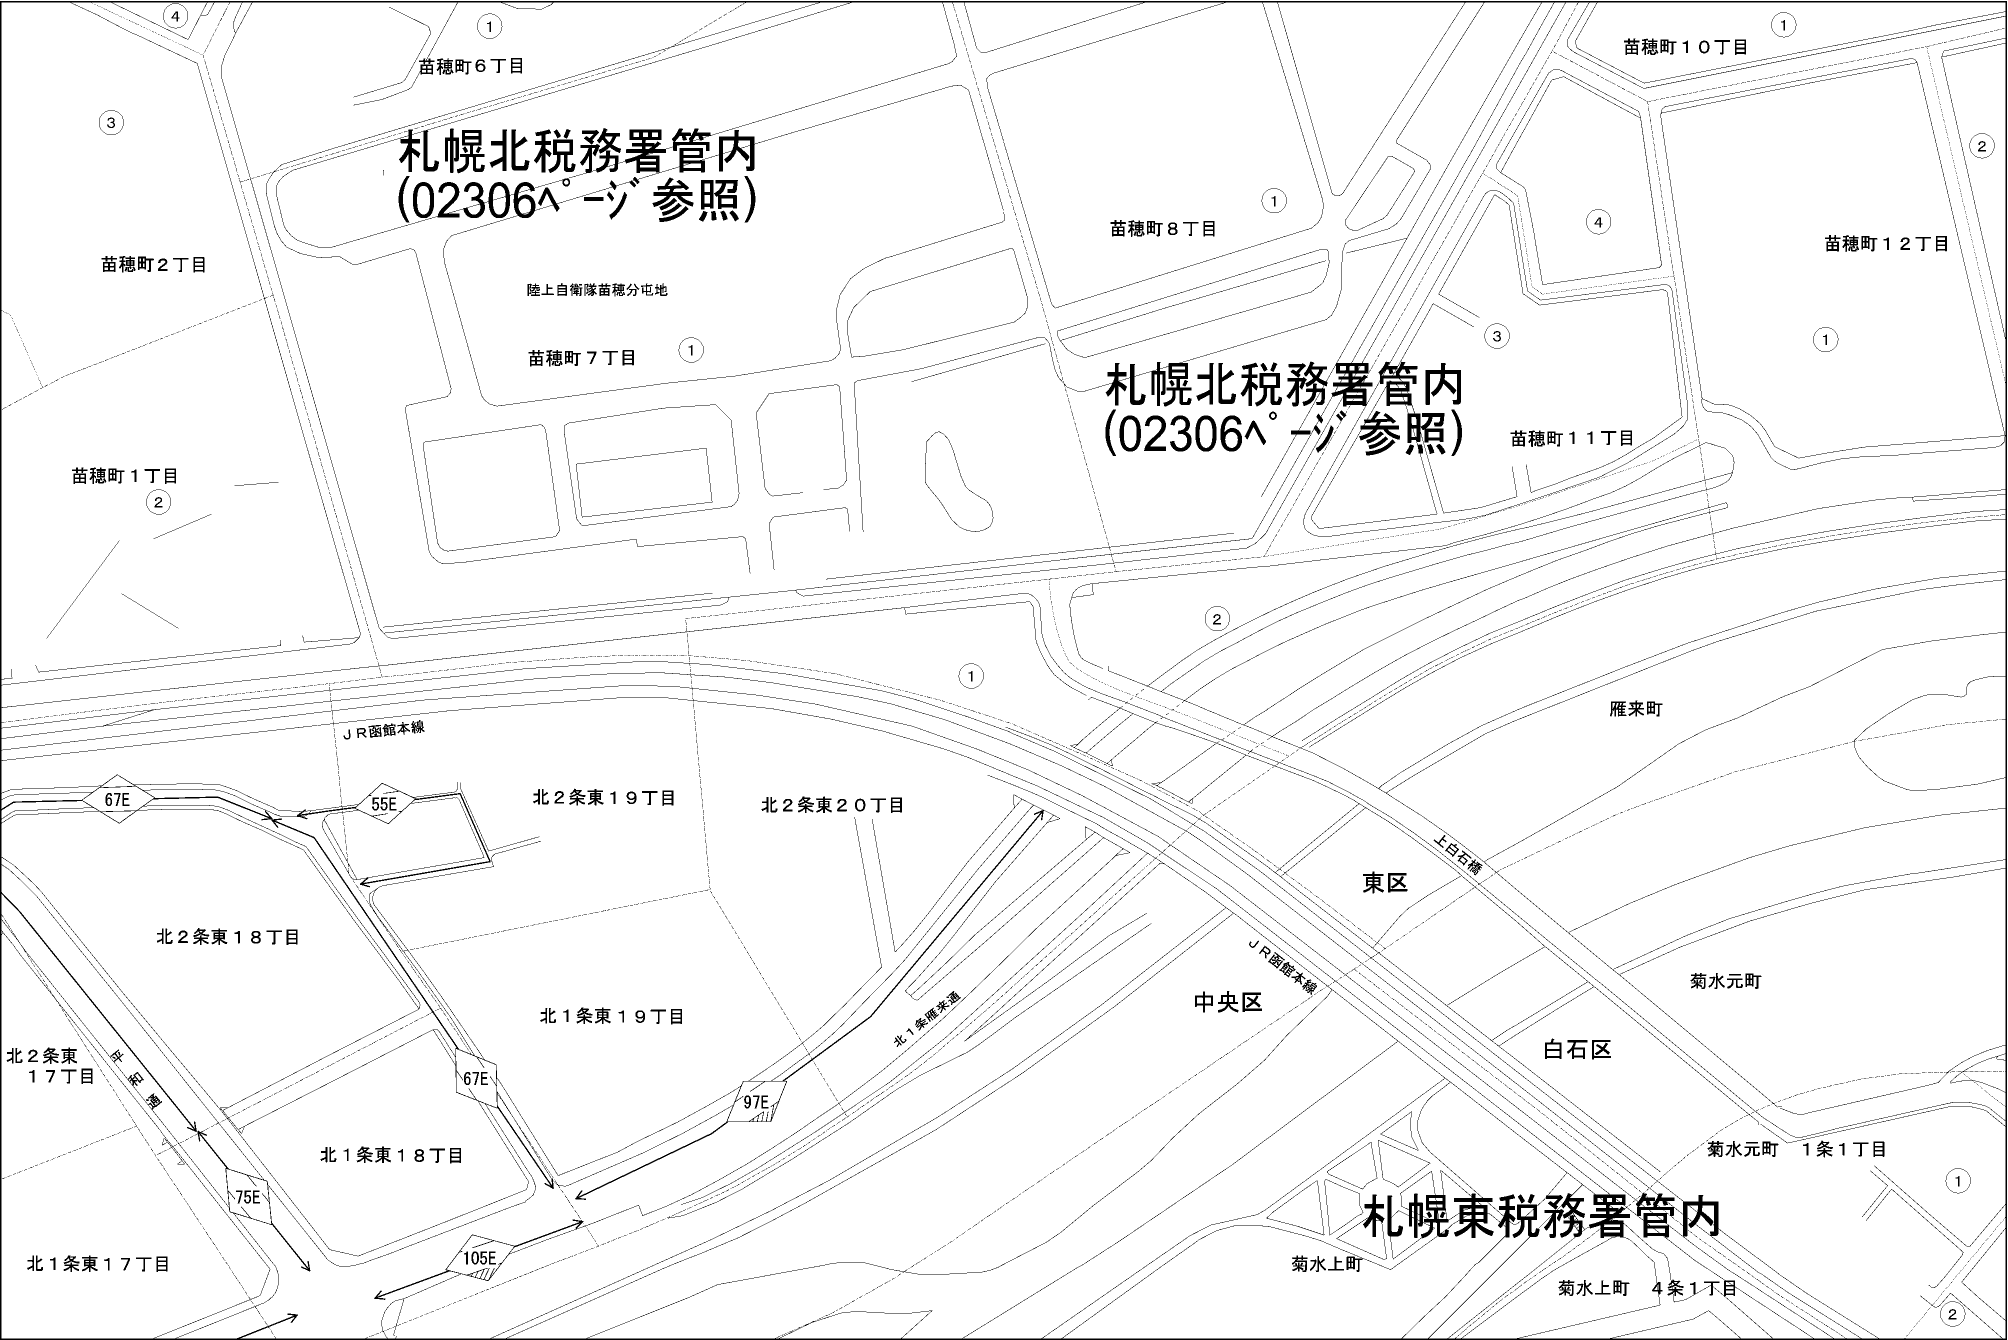 4
1
苗穂町6丁目
1
苗穂町10丁目
3
札幌北税務署管内
(02306ﾍﾟｰｼﾞ参照)
2
1
4
苗穂町8丁目
苗穂町12丁目
苗穂町2丁目
陸上自衛隊苗穂分屯地
苗穂町7丁目
1
3
1
札幌北税務署管内
(02306ﾍﾟｰｼﾞ参照)
苗穂町11丁目
苗穂町1丁目
2
2
1
雁来町
JR函館本線
67E
55E
北2条東19丁目
北2条東20丁目
上白石橋
東区
北2条東18丁目
JR函館本線
菊水元町
中央区
北1条東19丁目
北1条雁来通
白石区
北2条東
17丁目
平和通
67E
97E
北1条東18丁目
菊水元町 1条1丁目
1
75E
札幌東税務署管内
105E
北1条東17丁目
菊水上町
菊水上町 4条1丁目
2